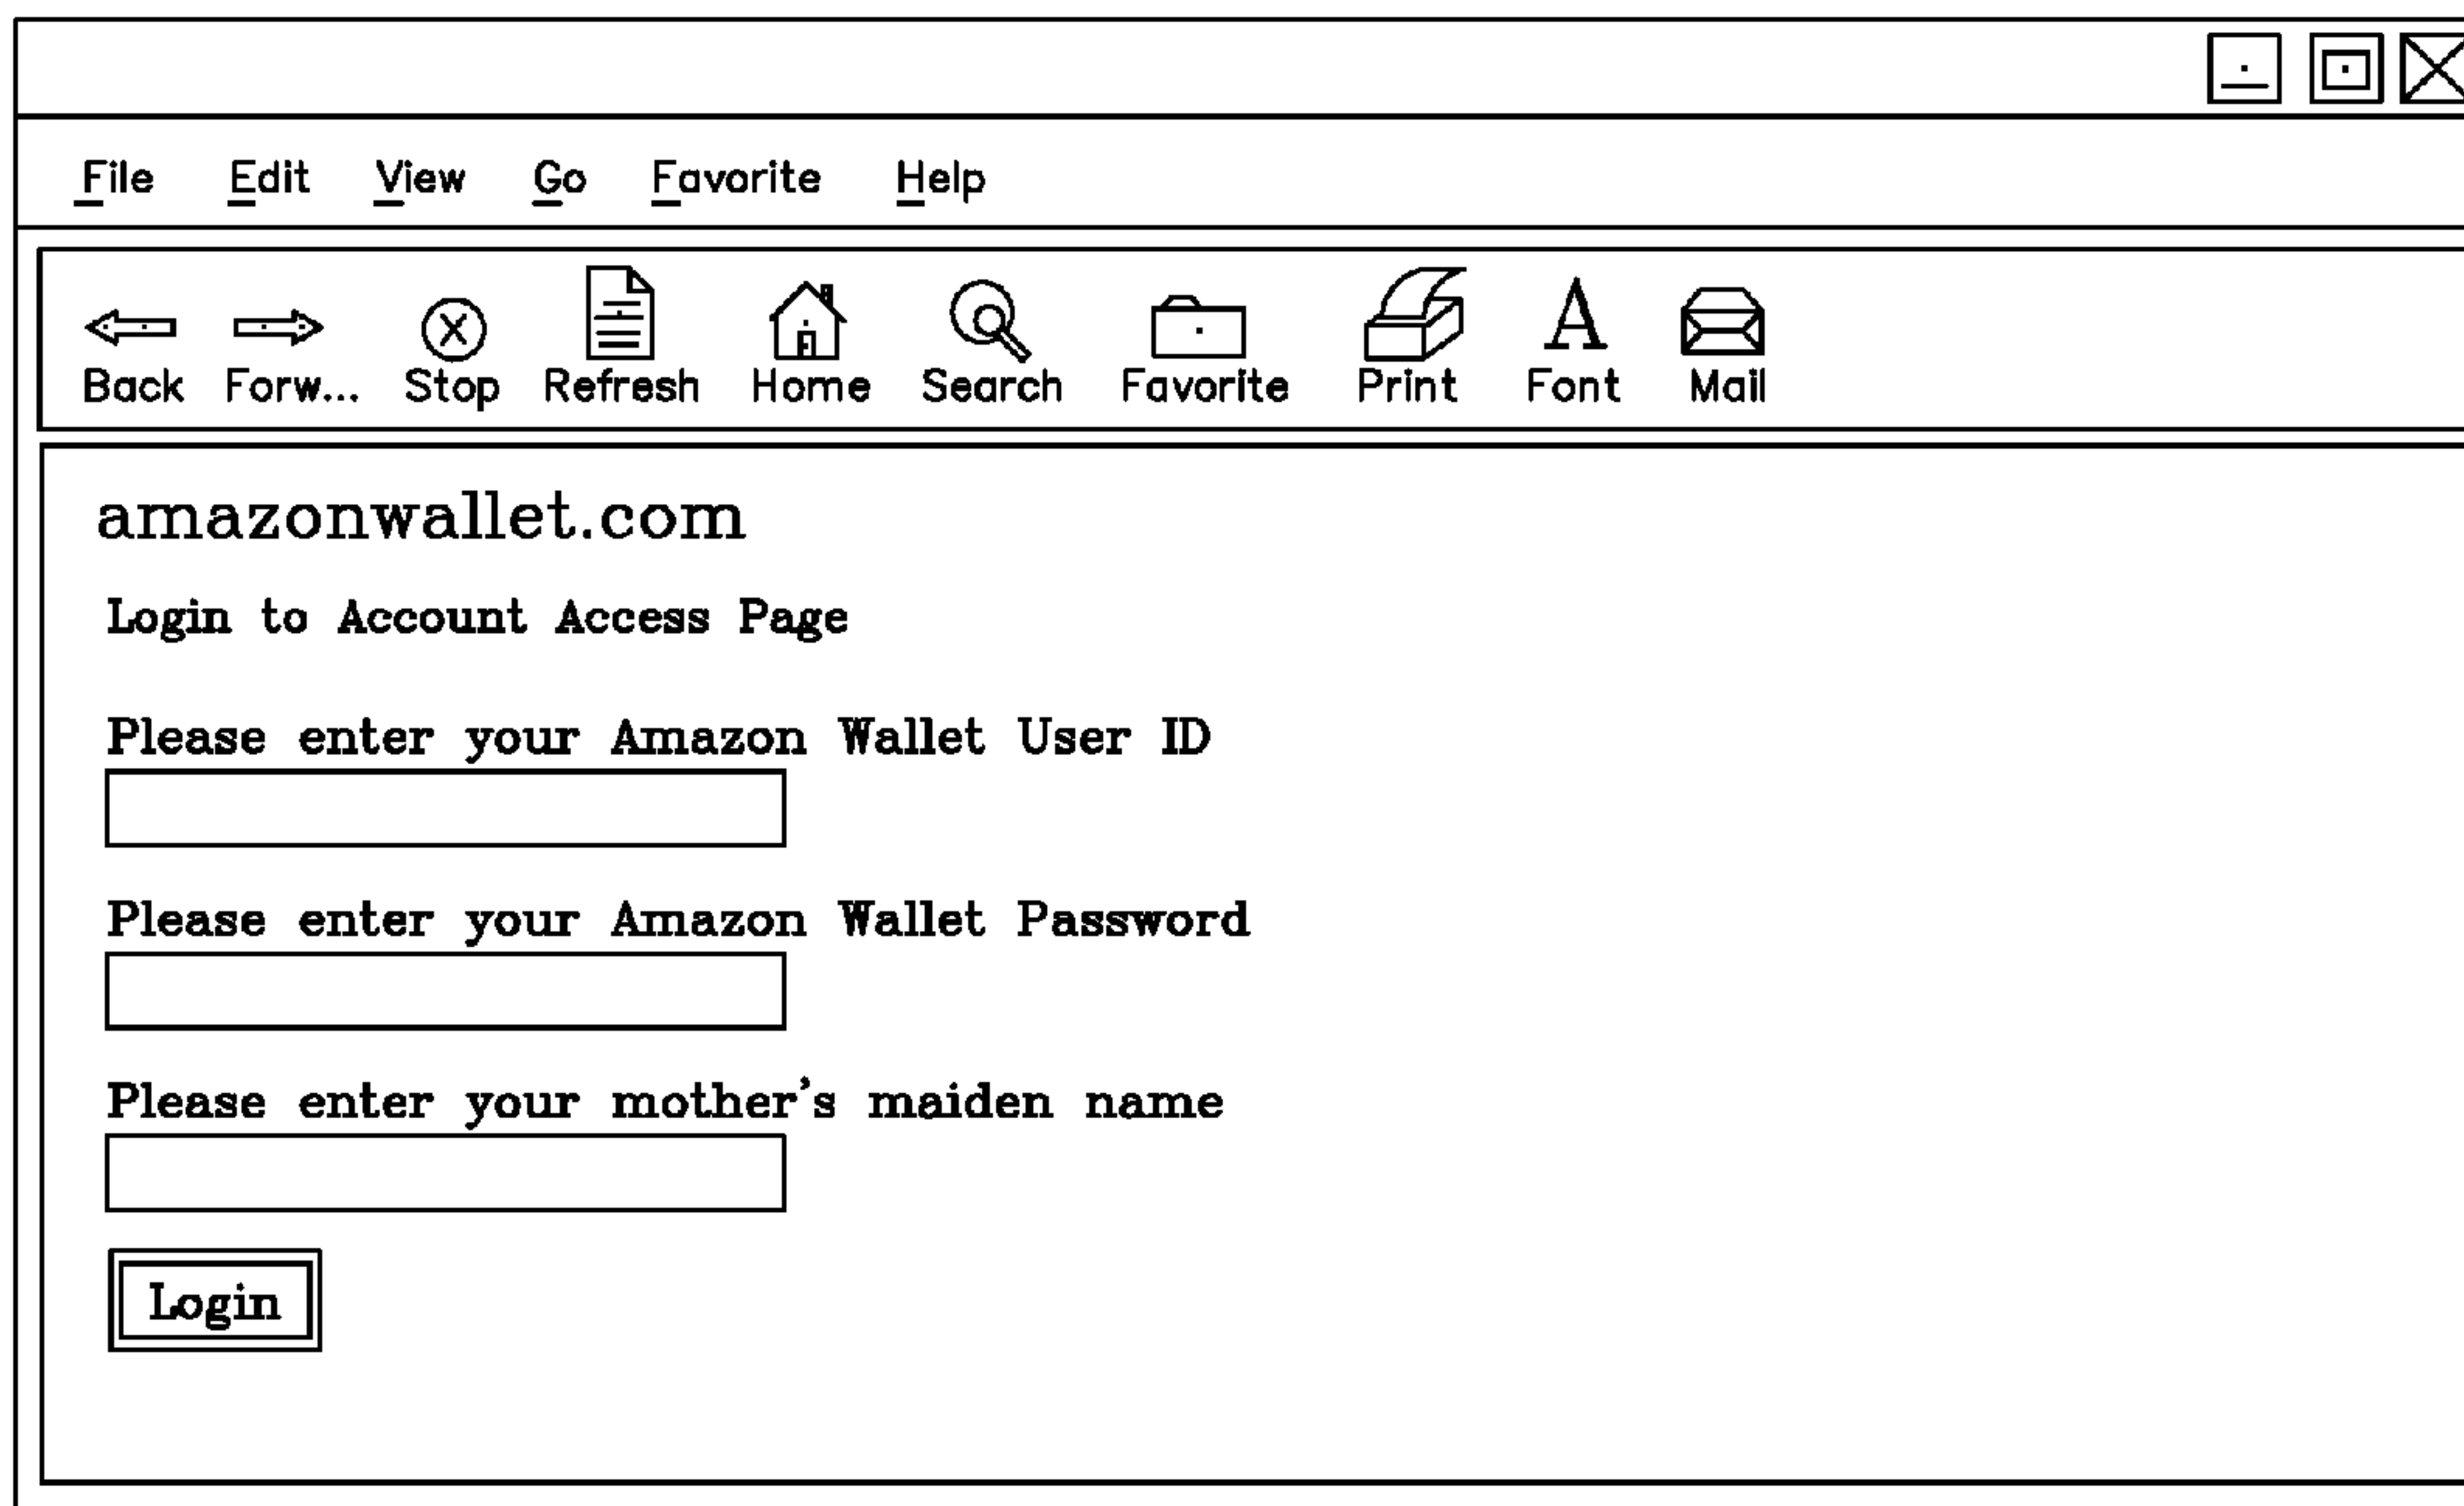 File Edit View Go Favorite Help
Back Forw... Stop Refresh Home Search Favorite Print Font Mail
amazonwallet.com
Login to Account Access Page
Please enter your Amazon Wallet User ID
Please enter your Amazon Wallet Password
Please enter your mother's maiden name
Login